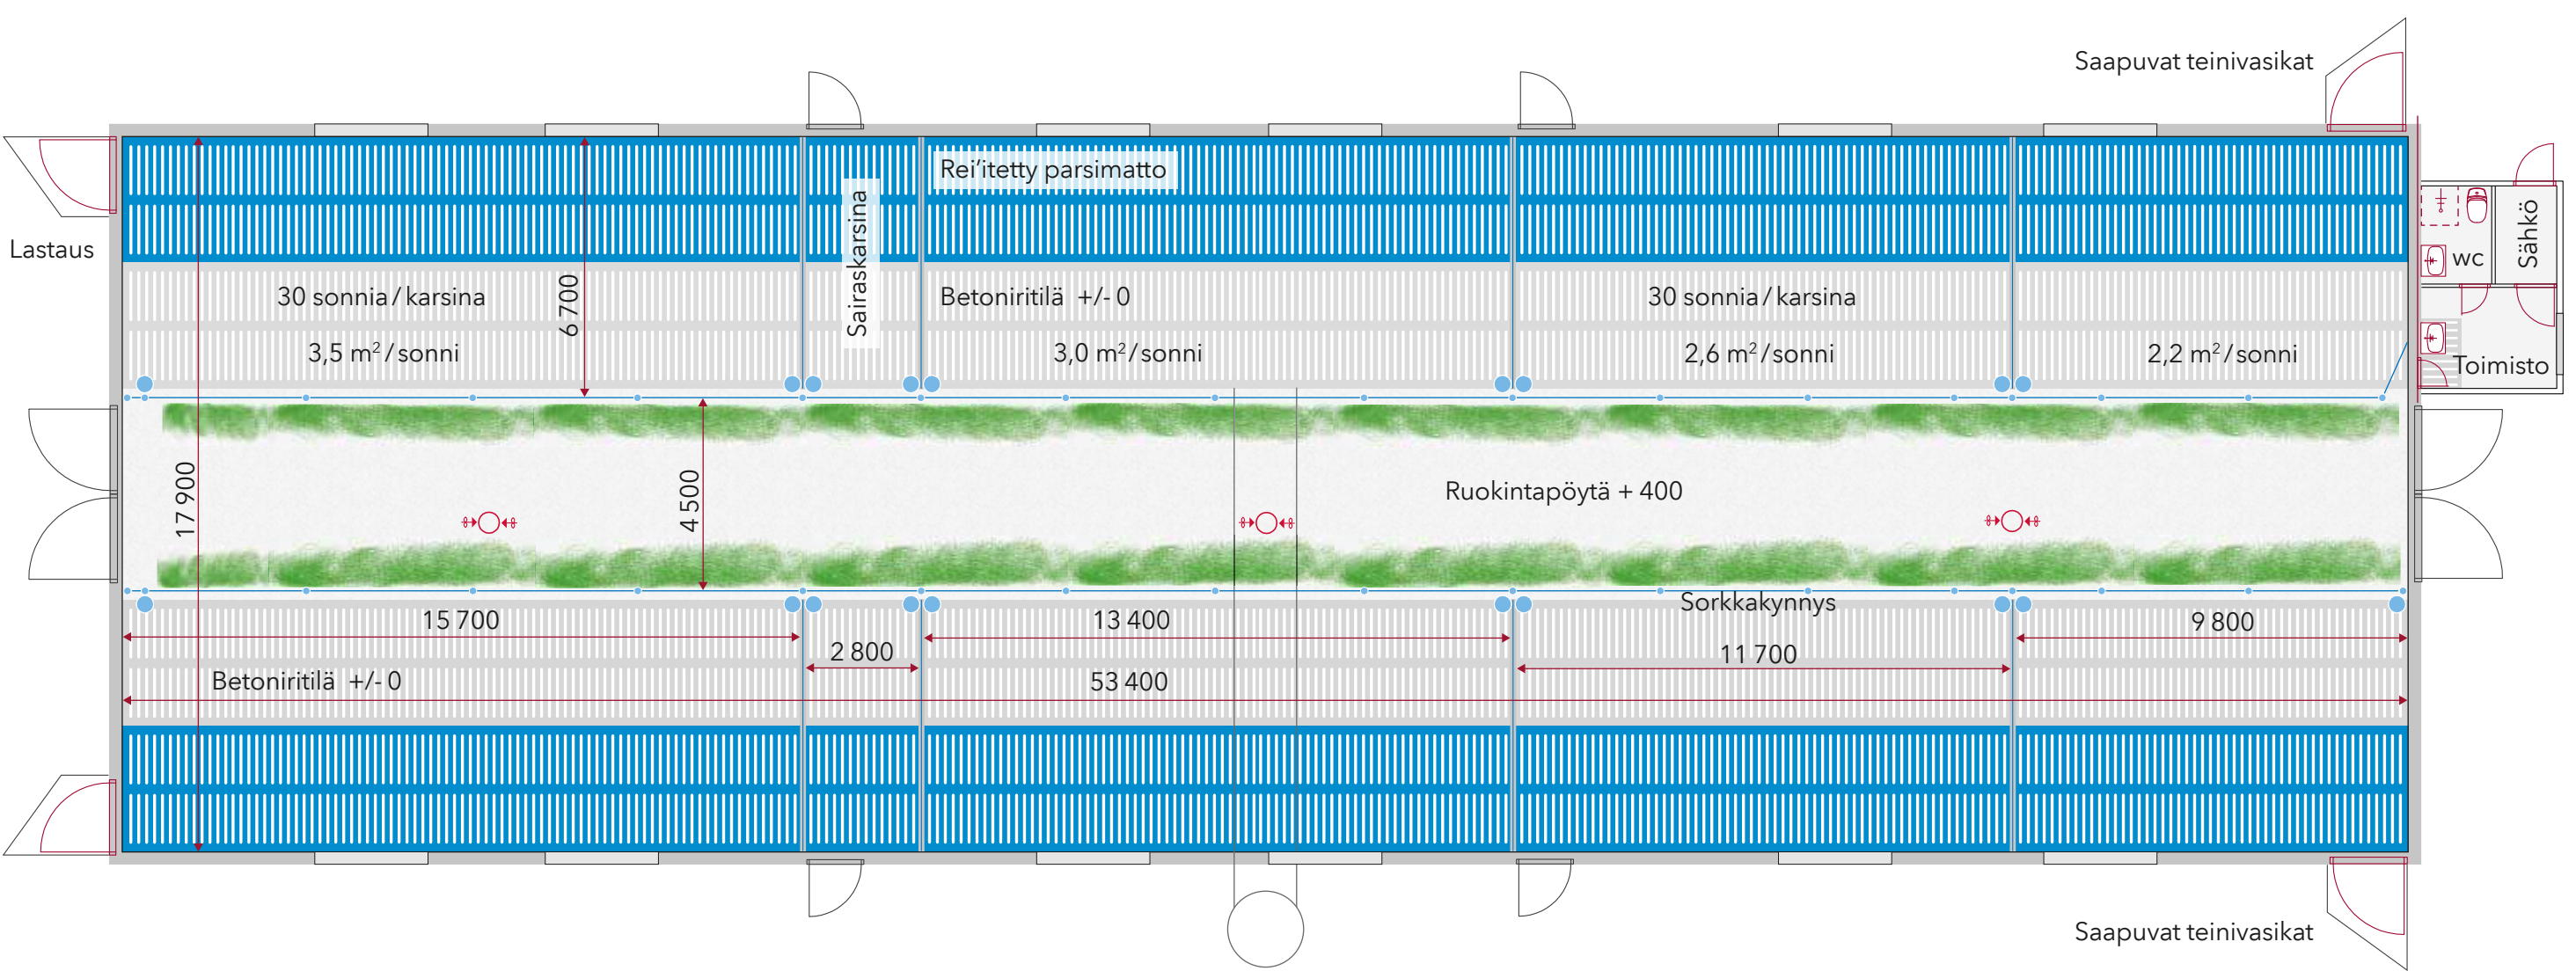 Saapuvat teinivasikat
Rei’itetty parsimatto
Sairaskarsina
Sähkö
wc
Lastaus
30 sonnia / karsina
6 700
Betoniritilä +/- 0
30 sonnia / karsina
3,5 m² / sonni
3,0 m² / sonni
2,6 m² / sonni
2,2 m² / sonni
Toimisto
17 900
4 500
Ruokintapöytä + 400
Sorkkakynnys
15 700
13 400
9 800
2 800
11 700
Betoniritilä +/- 0
53 400
Saapuvat teinivasikat